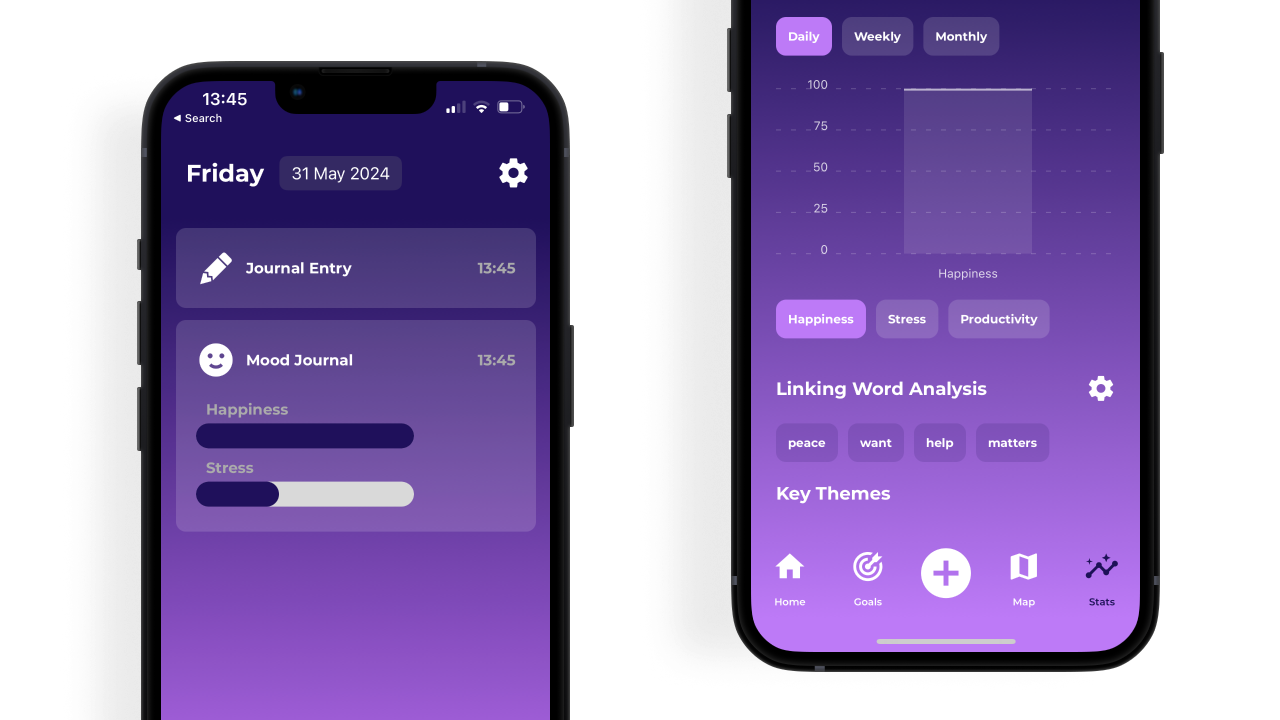 13:45
◀ Search
Friday
31 May 2024
Journal Entry
13:45
Mood Journal
13:45
Happiness
Stress
Daily
Weekly
Monthly
100
75
50
25
0
Happiness
Happiness
Stress
Productivity
Linking Word Analysis
peace
want
help
matters
Key Themes
Home
Goals
Map
Stats